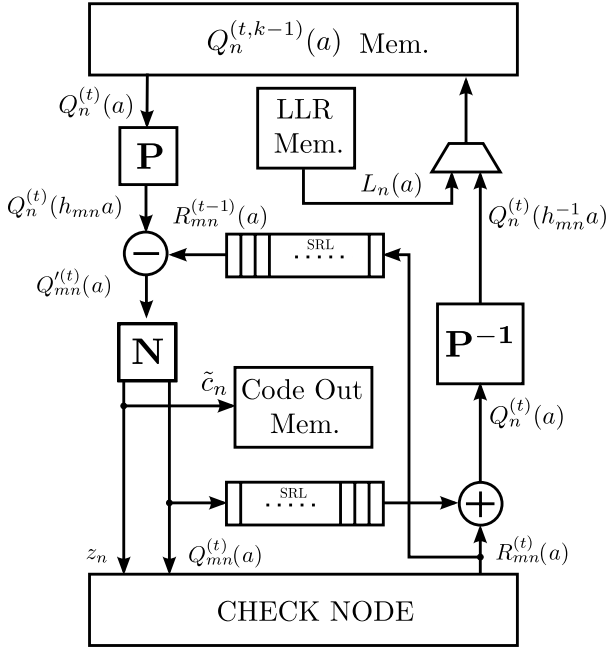 Q_n^{(t,k-1)}(a) Mem.
Q_n^{(t)}(a)
LLR
Mem.
P
L_n(a)
Q_n^{(t)}(h_{mn}a)
R_{mn}^{(t-1)}(a)
Q_n^{(t)}(h_{mn}^{-1}a)
SRL
.....
−
Q'^{(t)}_{mn}(a)
N
P^{-1}
c̃_n
Code Out
Mem.
Q_n^{(t)}(a)
SRL
.....
+
z_n
Q_{mn}^{(t)}(a)
R_{mn}^{(t)}(a)
CHECK NODE